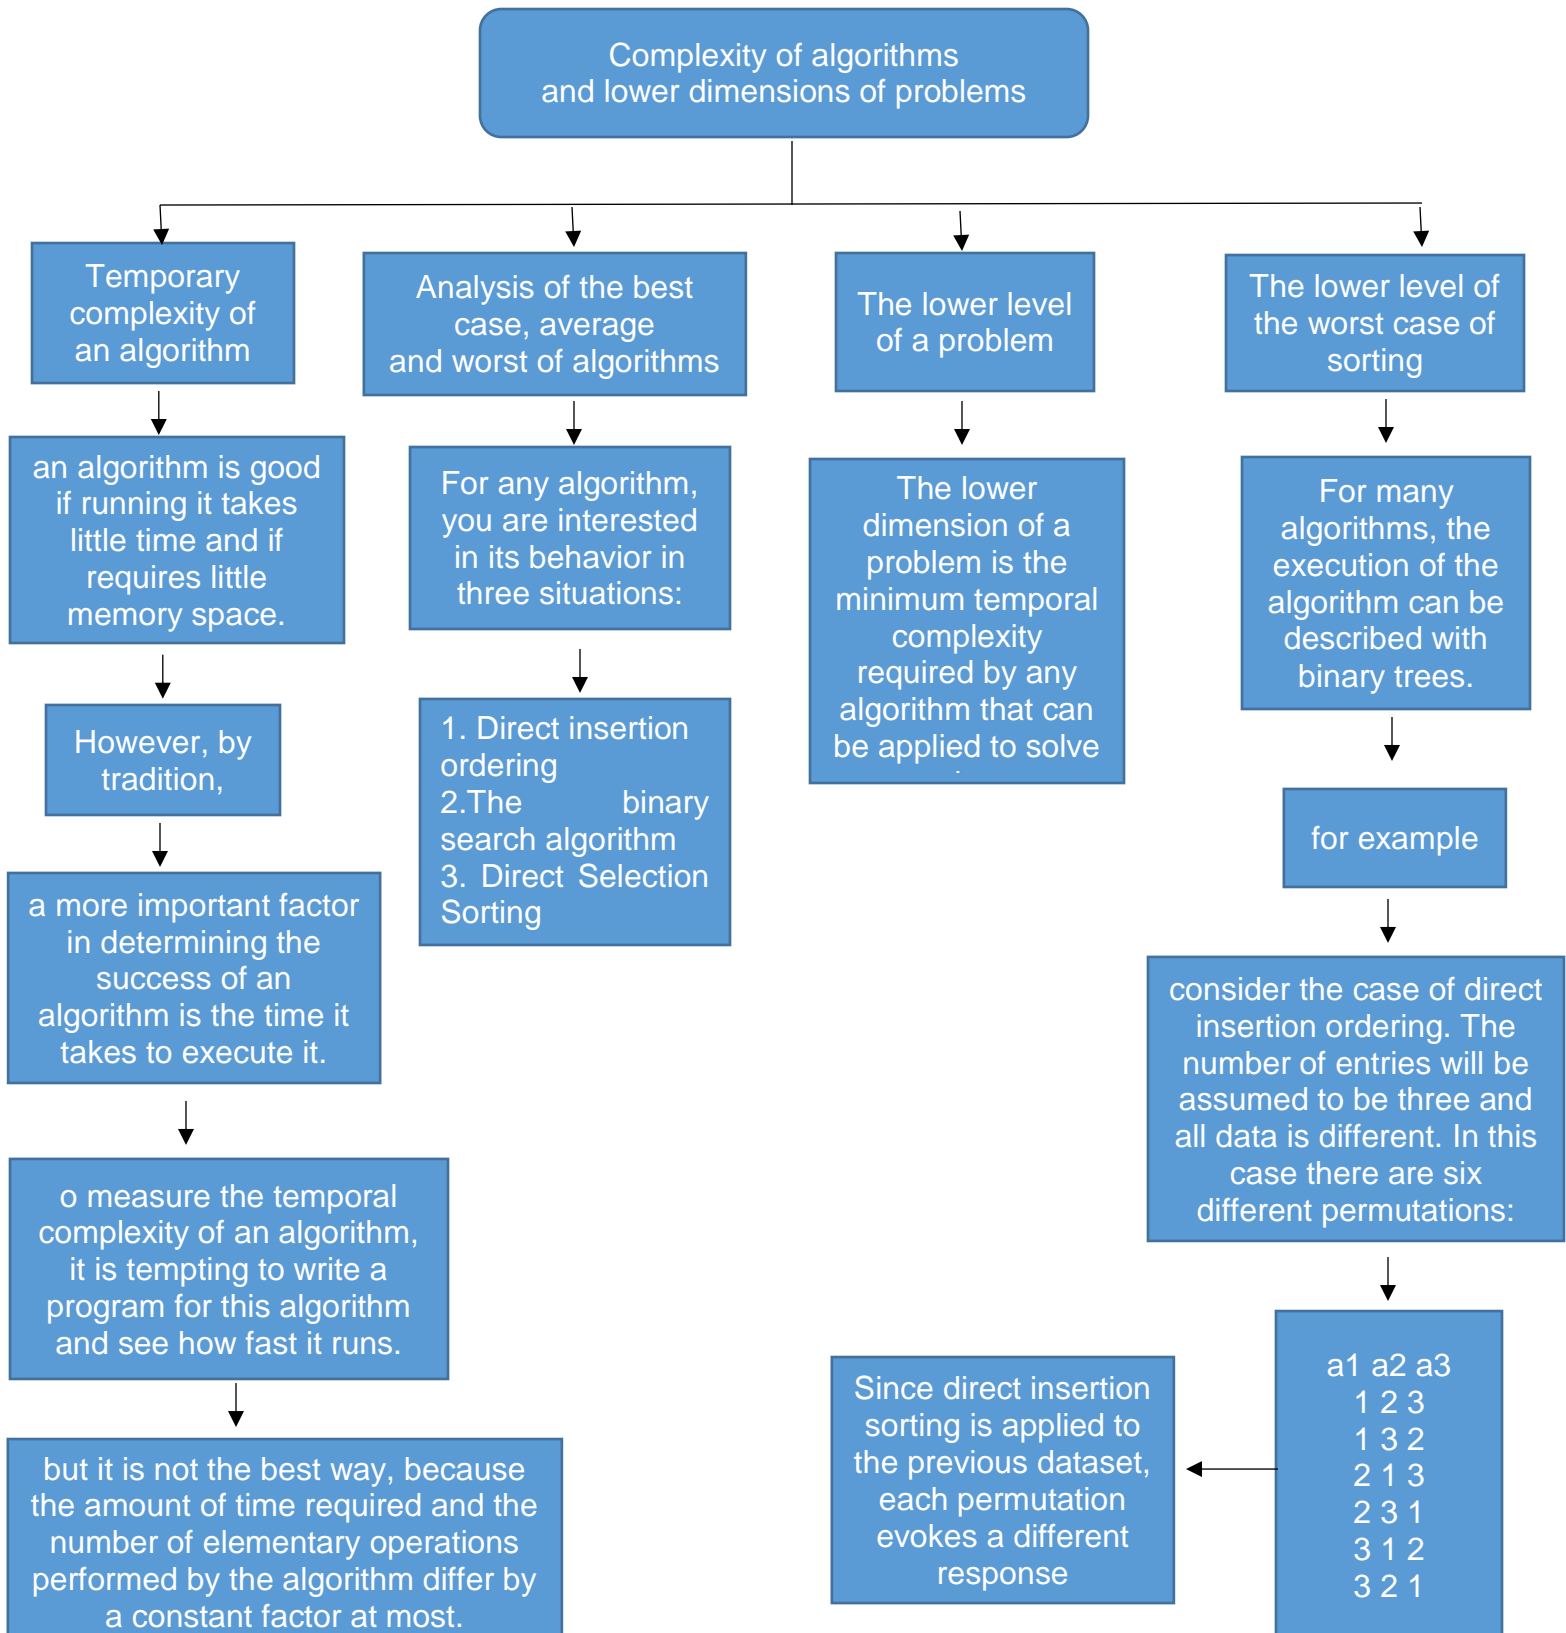 Complexity of algorithms
and lower dimensions of problems
Temporary
complexity of
an algorithm
an algorithm is good
if running it takes
little time and if
requires little
memory space.
However, by
tradition,
a more important factor
in determining the
success of an
algorithm is the time it
takes to execute it.
o measure the temporal
complexity of an algorithm,
it is tempting to write a
program for this algorithm
and see how fast it runs.
but it is not the best way, because
the amount of time required and the
number of elementary operations
performed by the algorithm differ by
a constant factor at most.
Analysis of the best
case, average
and worst of algorithms
For any algorithm,
you are interested
in its behavior in
three situations:
1. Direct insertion
ordering
2.The binary
search algorithm
3. Direct Selection
Sorting
The lower level
of a problem
The lower
dimension of a
problem is the
minimum temporal
complexity
required by any
algorithm that can
be applied to solve
The lower level of
the worst case of
sorting
For many
algorithms, the
execution of the
algorithm can be
described with
binary trees.
for example
consider the case of direct
insertion ordering. The
number of entries will be
assumed to be three and
all data is different. In this
case there are six
different permutations:
a1 a2 a3
1 2 3
1 3 2
2 1 3
2 3 1
3 1 2
3 2 1
Since direct insertion
sorting is applied to
the previous dataset,
each permutation
evokes a different
response